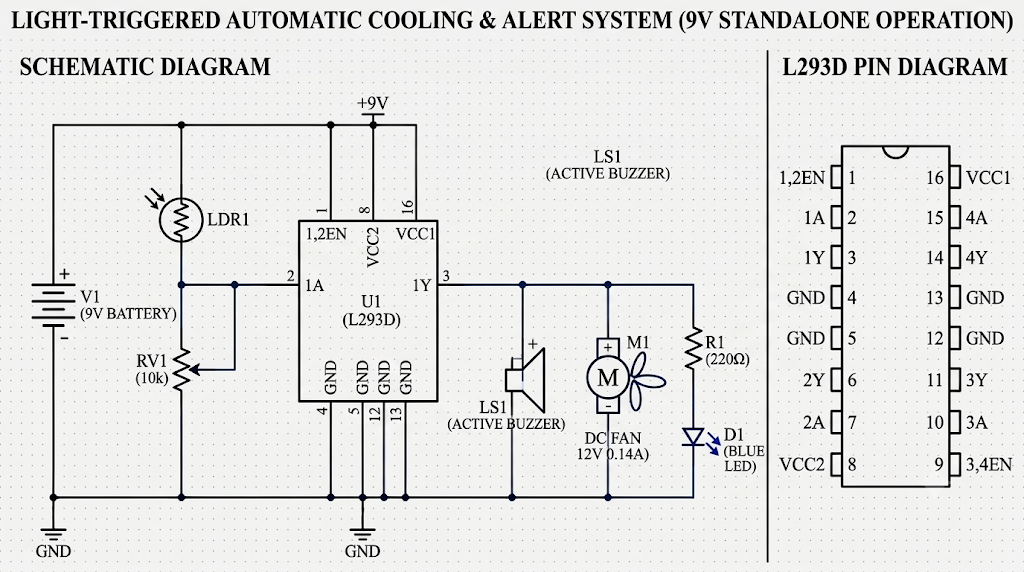 LIGHT-TRIGGERED AUTOMATIC COOLING & ALERT SYSTEM (9V STANDALONE OPERATION)
SCHEMATIC DIAGRAM
+9V
LS1
(ACTIVE BUZZER)
LDR1
1
8
16
1,2EN
VCC2
VCC1
2
1A
1Y
3
U1
(L293D)
+
V1
(9V BATTERY)
-
RV1
(10k)
GND
GND
GND
GND
4
5
12
13
+
LS1
(ACTIVE BUZZER)
M1
+
M
-
DC FAN
12V 0.14A)
R1
(220Ω)
D1
(BLUE
LED)
GND
GND
L293D PIN DIAGRAM
1,2EN 1 16 VCC1
1A 2 15 4A
1Y 3 14 4Y
GND 4 13 GND
GND 5 12 GND
2Y 6 11 3Y
2A 7 10 3A
VCC2 8 9 3,4EN